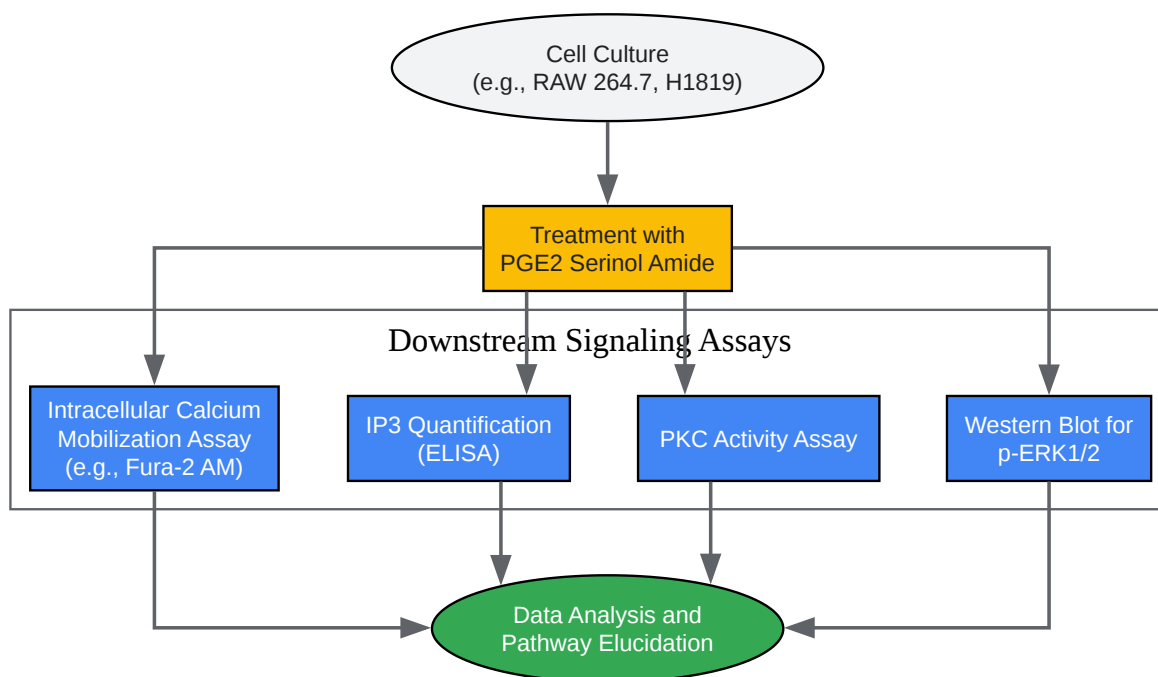 Cell Culture
(e.g., RAW 264.7, H1819)
Treatment with
PGE2 Serinol Amide
Downstream Signaling Assays
Intracellular Calcium
Mobilization Assay
(e.g., Fura-2 AM)
IP3 Quantification
(ELISA)
PKC Activity Assay
Western Blot for
p-ERK1/2
Data Analysis and
Pathway Elucidation